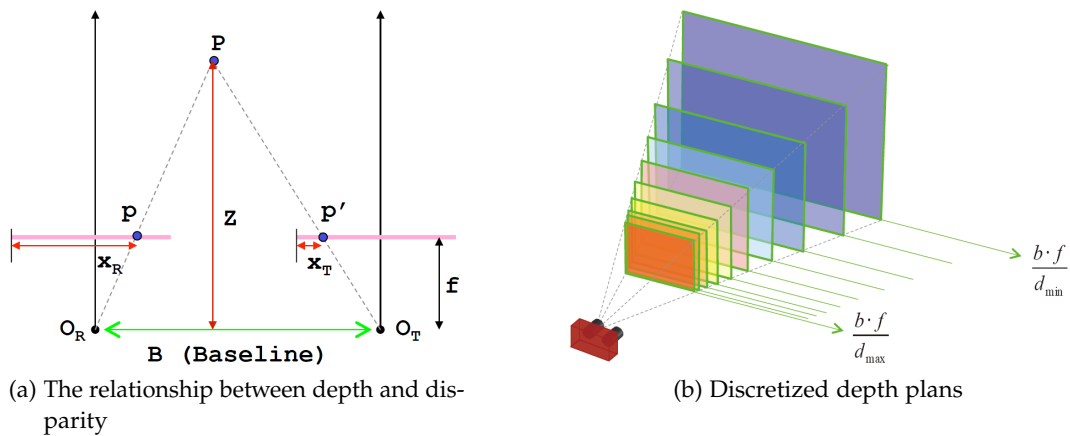 P
p
p'
Z
x_R
x_T
f
O_R
O_T
B (Baseline)
(a) The relationship between depth and dis-
parity
b · f
d_min
b · f
d_max
(b) Discretized depth plans